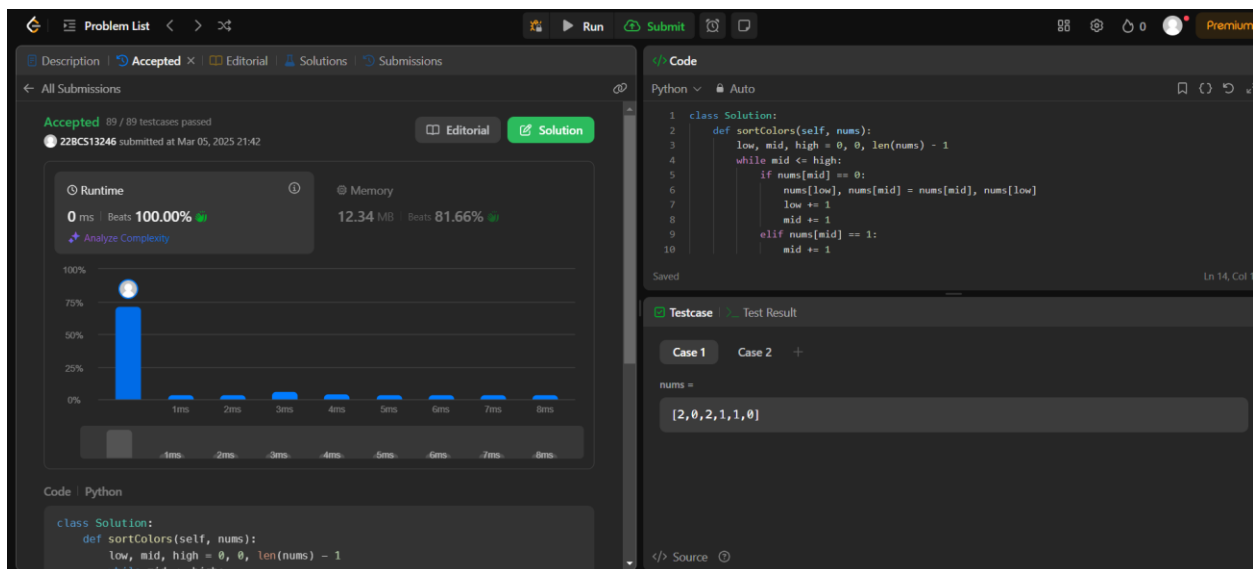 Problem List
Run
Submit
0
Premium
Description
Accepted
Editorial
Solutions
Submissions
All Submissions
Accepted 89 / 89 testcases passed
22BCS13246 submitted at Mar 05, 2025 21:42
Editorial
Solution
Runtime
0 ms | Beats 100.00%
Analyze Complexity
Memory
12.34 MB | Beats 81.66%
100%
75%
50%
25%
0%
1ms 2ms 3ms 4ms 5ms 6ms 7ms 8ms
1ms 2ms 3ms 4ms 5ms 6ms 7ms 8ms
Code | Python
class Solution:
def sortColors(self, nums):
low, mid, high = 0, 0, len(nums) - 1
</> Code
Python
Auto
1 class Solution:
2 def sortColors(self, nums):
3 low, mid, high = 0, 0, len(nums) - 1
4 while mid <= high:
5 if nums[mid] == 0:
6 nums[low], nums[mid] = nums[mid], nums[low]
7 low += 1
8 mid += 1
9 elif nums[mid] == 1:
10 mid += 1
Saved
Ln 14, Col 1
Testcase
>_ Test Result
Case 1
Case 2
+
nums =
[2,0,2,1,1,0]
</> Source